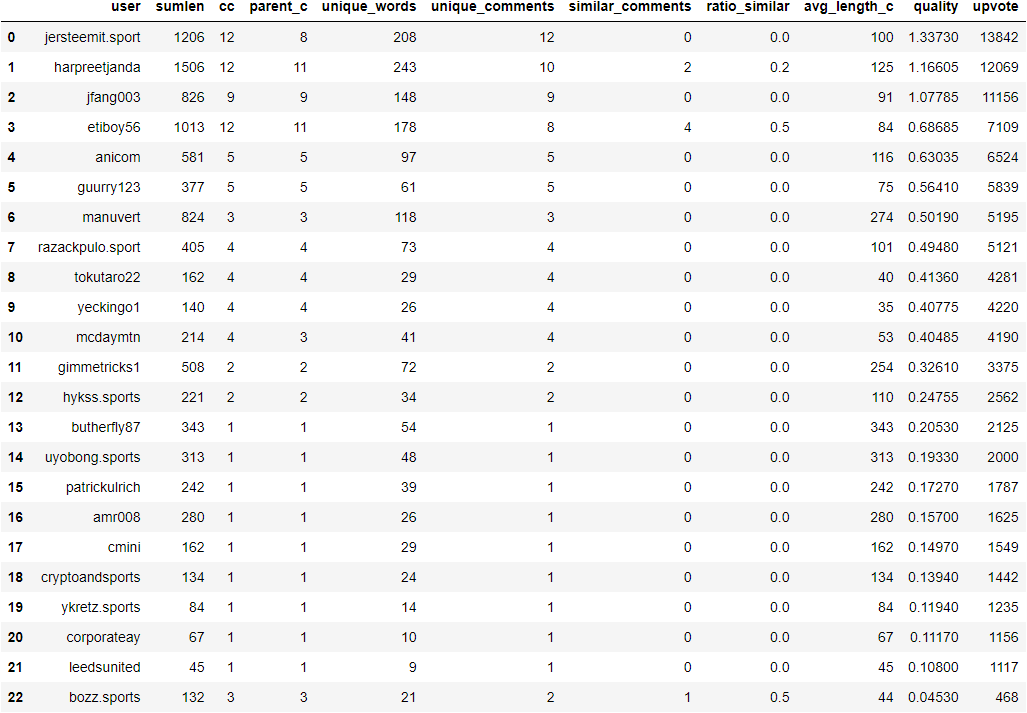 user sumlen cc parent_c unique_words unique_comments similar_comments ratio_similar avg_length_c quality upvote
0 jersteemit.sport 1206 12 8 208 12 0 0.0 100 1.33730 13842
1 harpreetjanda 1506 12 11 243 10 2 0.2 125 1.16605 12069
2 jfang003 826 9 9 148 9 0 0.0 91 1.07785 11156
3 etiboy56 1013 12 11 178 8 4 0.5 84 0.68685 7109
4 anicom 581 5 5 97 5 0 0.0 116 0.63035 6524
5 guurry123 377 5 5 61 5 0 0.0 75 0.56410 5839
6 manuvert 824 3 3 118 3 0 0.0 274 0.50190 5195
7 razackpulo.sport 405 4 4 73 4 0 0.0 101 0.49480 5121
8 tokutaro22 162 4 4 29 4 0 0.0 40 0.41360 4281
9 yeckingo1 140 4 4 26 4 0 0.0 35 0.40775 4220
10 mcdaymtn 214 4 3 41 4 0 0.0 53 0.40485 4190
11 gimmetricks1 508 2 2 72 2 0 0.0 254 0.32610 3375
12 hykss.sports 221 2 2 34 2 0 0.0 110 0.24755 2562
13 butherfly87 343 1 1 54 1 0 0.0 343 0.20530 2125
14 uyobong.sports 313 1 1 48 1 0 0.0 313 0.19330 2000
15 patrickulrich 242 1 1 39 1 0 0.0 242 0.17270 1787
16 amr008 280 1 1 26 1 0 0.0 280 0.15700 1625
17 cmini 162 1 1 29 1 0 0.0 162 0.14970 1549
18 cryptoandsports 134 1 1 24 1 0 0.0 134 0.13940 1442
19 ykretz.sports 84 1 1 14 1 0 0.0 84 0.11940 1235
20 corporateay 67 1 1 10 1 0 0.0 67 0.11170 1156
21 leedsunited 45 1 1 9 1 0 0.0 45 0.10800 1117
22 bozz.sports 132 3 3 21 2 1 0.5 44 0.04530 468